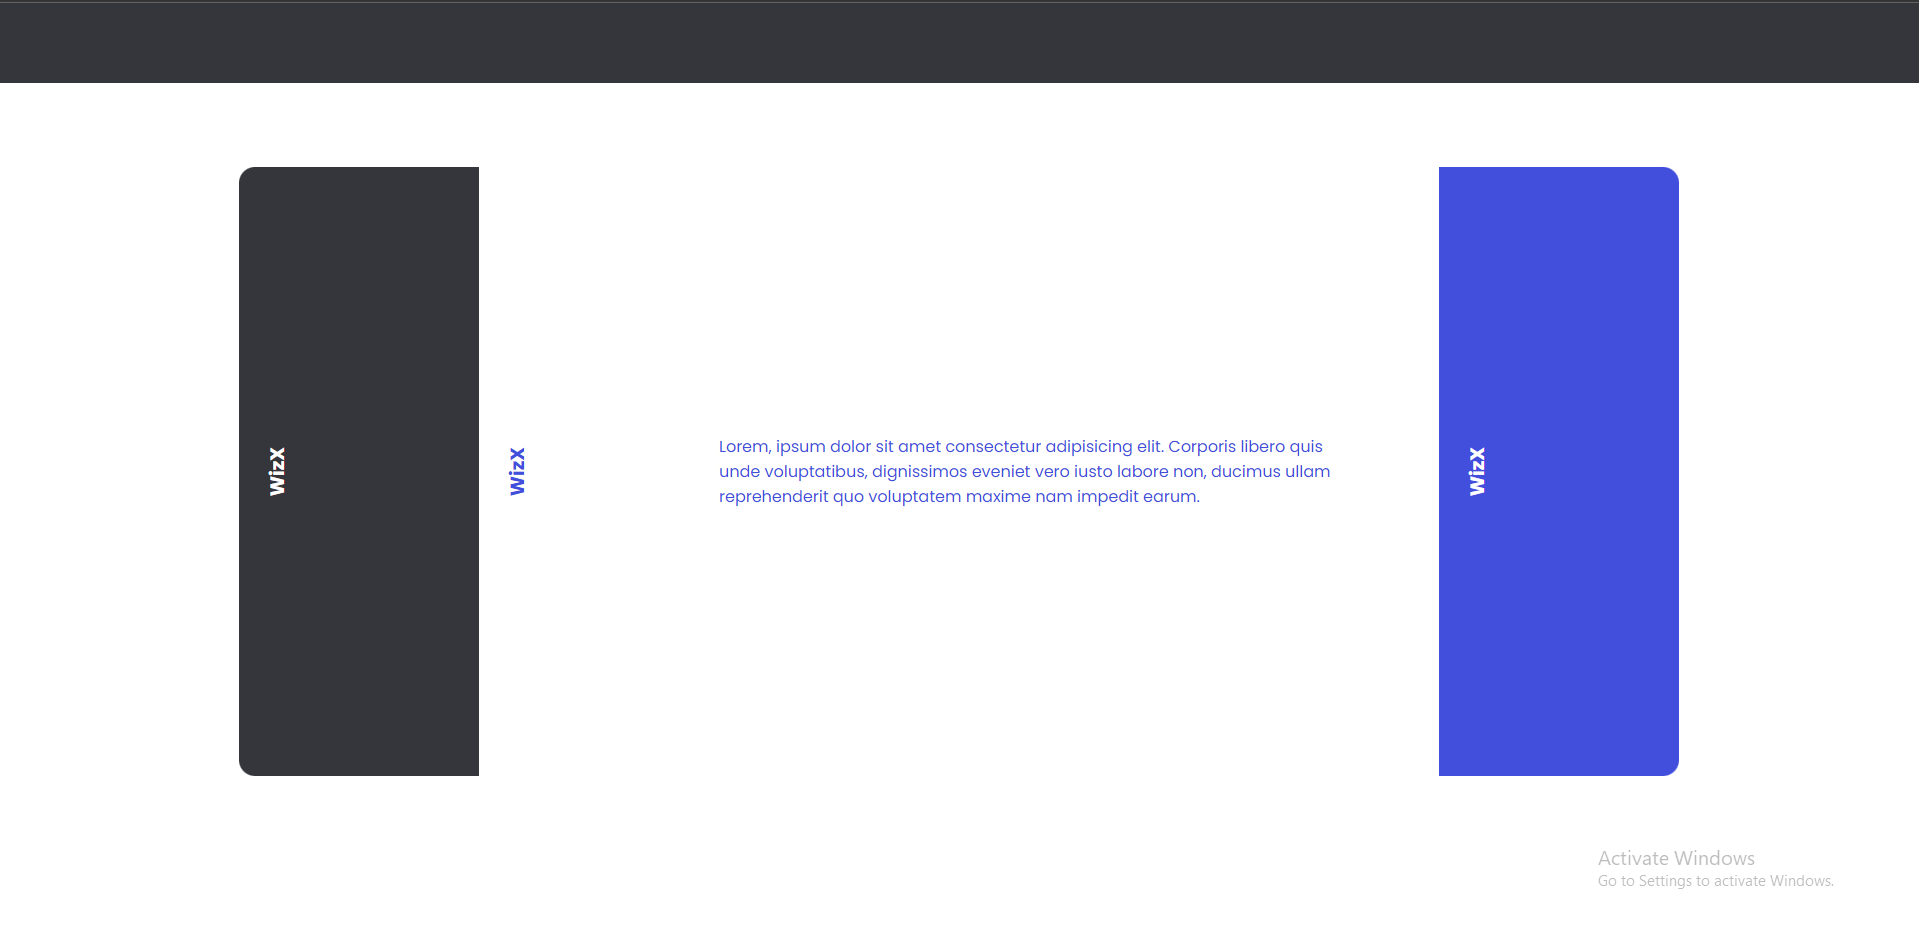 WizX
WizX
Lorem, ipsum dolor sit amet consectetur adipisicing elit. Corporis libero quis
unde voluptatibus, dignissimos eveniet vero iusto labore non, ducimus ullam
reprehenderit quo voluptatem maxime nam impedit earum.
WizX
Activate Windows
Go to Settings to activate Windows.